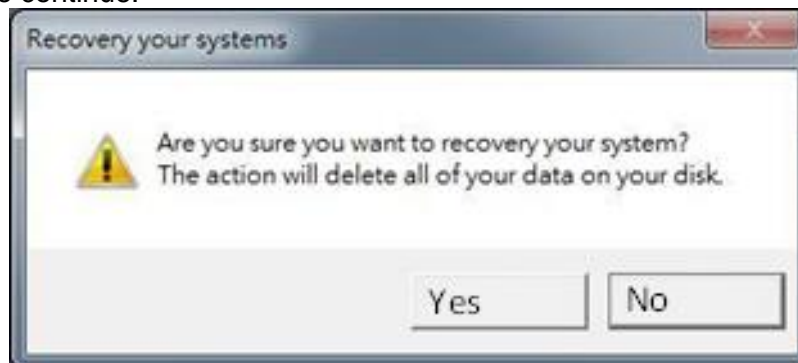 Recovery your systems
Are you sure you want to recovery your system?
The action will delete all of your data on your disk.
Yes
No